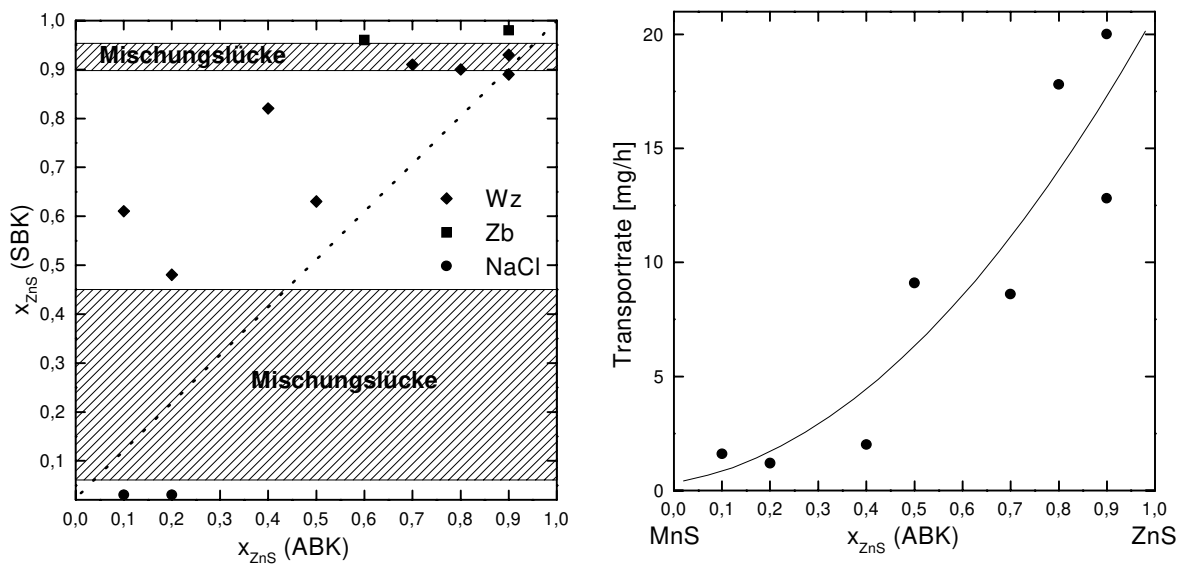 Mischungslücke
Mischungslücke
Wz
Zb
NaCl
x_ZnS (SBK)
1,0
0,9
0,8
0,7
0,6
0,5
0,4
0,3
0,2
0,1
0,0 0,1 0,2 0,3 0,4 0,5 0,6 0,7 0,8 0,9 1,0
x_ZnS (ABK)
Transportrate [mg/h]
20
15
10
5
0
0,0 0,1 0,2 0,3 0,4 0,5 0,6 0,7 0,8 0,9 1,0
MnS x_ZnS (ABK) ZnS